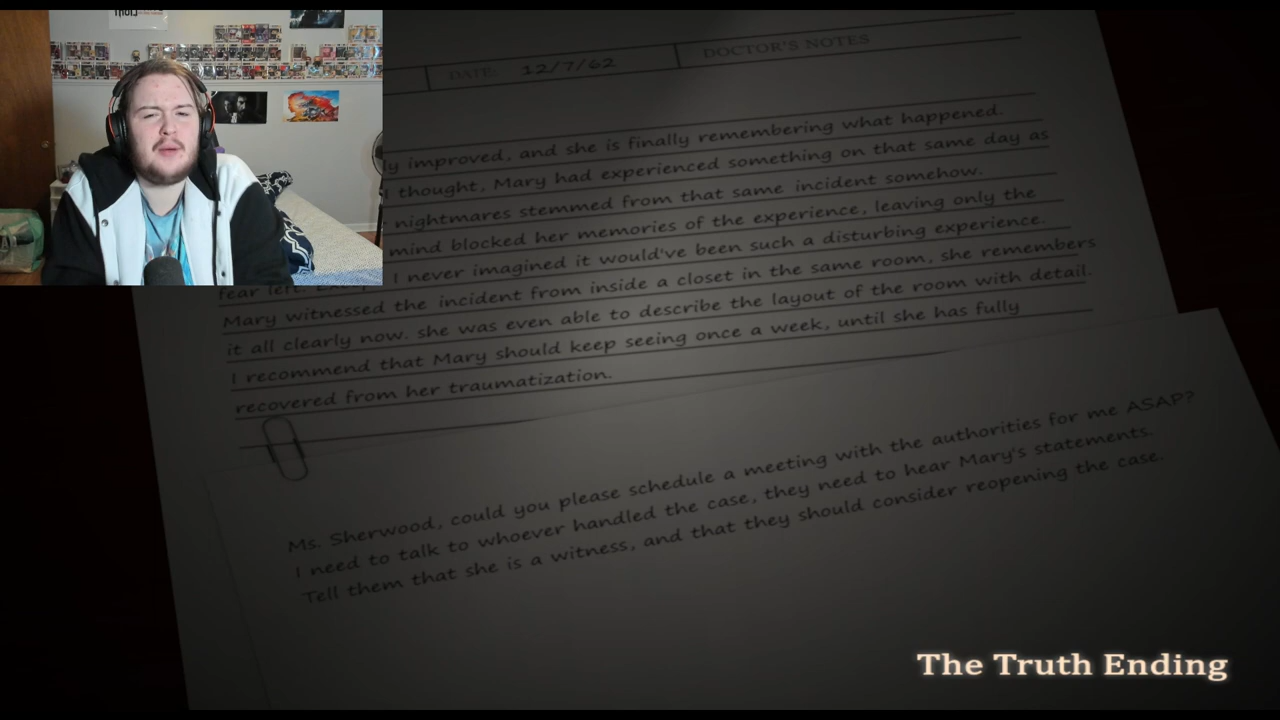 DATE: 12/7/62
DOCTOR'S NOTES
ly improved, and she is finally remembering what happened.
I thought, Mary had experienced something on that same day as
nightmares stemmed from that same incident somehow.
mind blocked her memories of the experience, leaving only the
fear left. I never imagined it would've been such a disturbing experience.
Mary witnessed the incident from inside a closet in the same room, she remembers
it all clearly now. she was even able to describe the layout of the room with detail.
I recommend that Mary should keep seeing once a week, until she has fully
recovered from her traumatization.
Ms. Sherwood, could you please schedule a meeting with the authorities for me ASAP?
I need to talk to whoever handled the case, they need to hear Mary's statements.
Tell them that she is a witness, and that they should consider reopening the case.
The Truth Ending